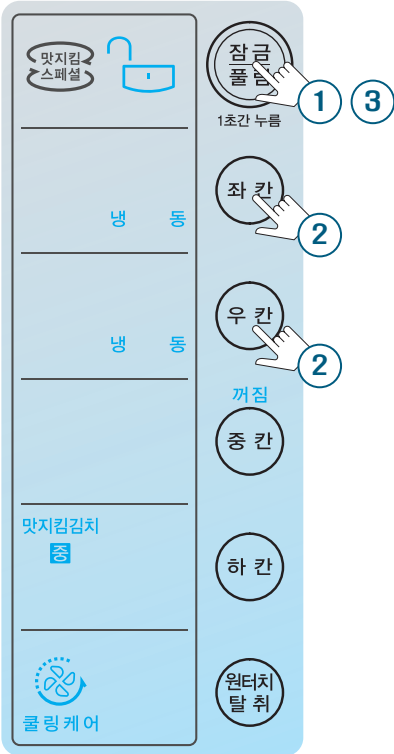 맛지킴
스페셜
잠금
풀림
1초간 누름
1 3
냉 동
좌 칸
2
냉 동
우 칸
2
꺼짐
중 칸
맛지킴김치
중
하 칸
쿨링케어
원터치
탈 취